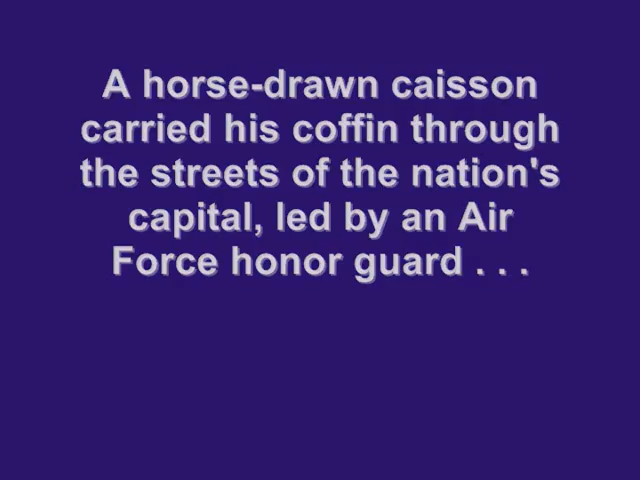 A horse-drawn caisson
carried his coffin through
the streets of the nation's
capital, led by an Air
Force honor guard . . .